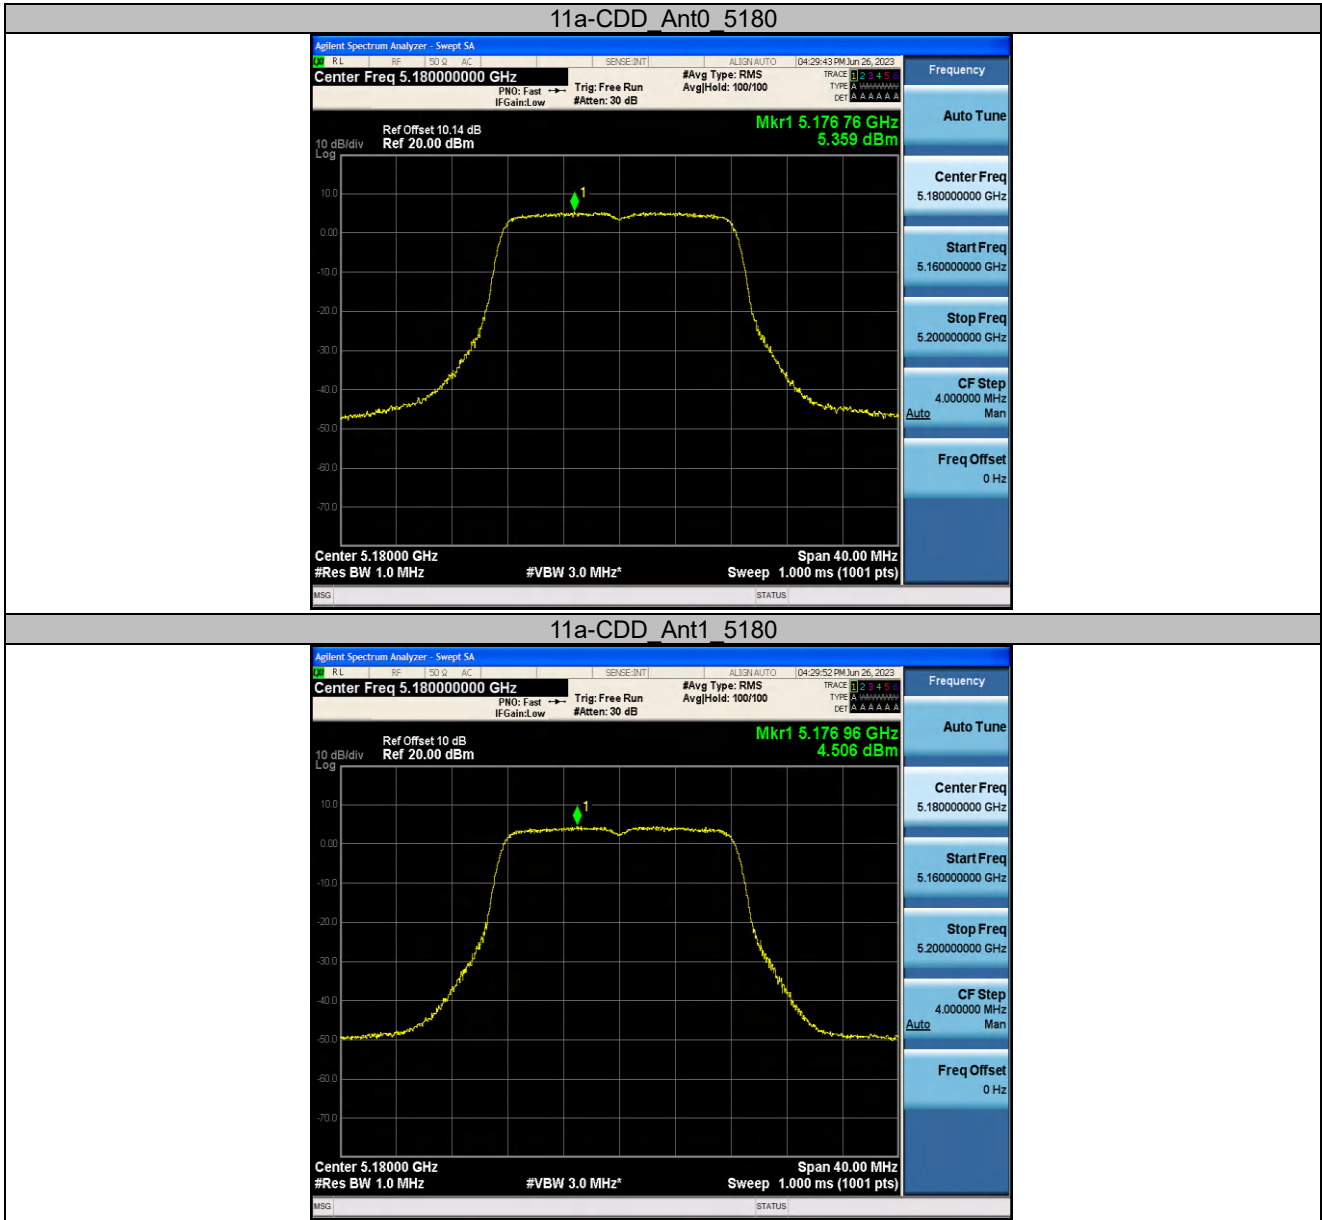 11a-CDD_Ant0_5180
Agilent Spectrum Analyzer - Swept SA
LXI RL RF 50 Ω AC SENSE:INT ALIGN AUTO 04:29:43 PM Jun 26, 2023
Center Freq 5.180000000 GHz
PNO: Fast
IFGain:Low
Trig: Free Run
#Atten: 30 dB
#Avg Type: RMS
Avg|Hold: 100/100
TRACE 1 2 3 4 5 6
TYPE A WWWWW
DET A A A A A A
Frequency
Mkr1 5.176 76 GHz
5.359 dBm
Ref Offset 10.14 dB
10 dB/div Ref 20.00 dBm
Log
1
10.0
0.00
-10.0
-20.0
-30.0
-40.0
-50.0
-60.0
-70.0
Auto Tune
Center Freq
5.180000000 GHz
Start Freq
5.160000000 GHz
Stop Freq
5.200000000 GHz
CF Step
4.000000 MHz
Auto Man
Freq Offset
0 Hz
Center 5.18000 GHz Span 40.00 MHz
#Res BW 1.0 MHz #VBW 3.0 MHz* Sweep 1.000 ms (1001 pts)
MSG STATUS
11a-CDD_Ant1_5180
Agilent Spectrum Analyzer - Swept SA
LXI RL RF 50 Ω AC SENSE:INT ALIGN AUTO 04:29:52 PM Jun 26, 2023
Center Freq 5.180000000 GHz
PNO: Fast
IFGain:Low
Trig: Free Run
#Atten: 30 dB
#Avg Type: RMS
Avg|Hold: 100/100
TRACE 1 2 3 4 5 6
TYPE A WWWWW
DET A A A A A A
Frequency
Mkr1 5.176 96 GHz
4.506 dBm
Ref Offset 10 dB
10 dB/div Ref 20.00 dBm
Log
1
10.0
0.00
-10.0
-20.0
-30.0
-40.0
-50.0
-60.0
-70.0
Auto Tune
Center Freq
5.180000000 GHz
Start Freq
5.160000000 GHz
Stop Freq
5.200000000 GHz
CF Step
4.000000 MHz
Auto Man
Freq Offset
0 Hz
Center 5.18000 GHz Span 40.00 MHz
#Res BW 1.0 MHz #VBW 3.0 MHz* Sweep 1.000 ms (1001 pts)
MSG STATUS